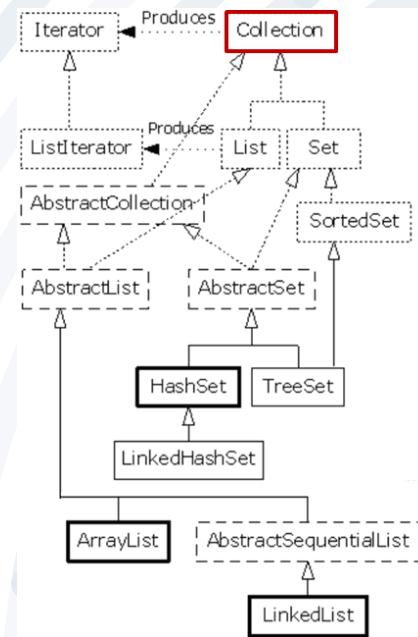 Iterator
Produces
Collection
ListIterator
Produces
List
Set
AbstractCollection
SortedSet
AbstractList
AbstractSet
HashSet
TreeSet
LinkedHashSet
ArrayList
AbstractSequentialList
LinkedList